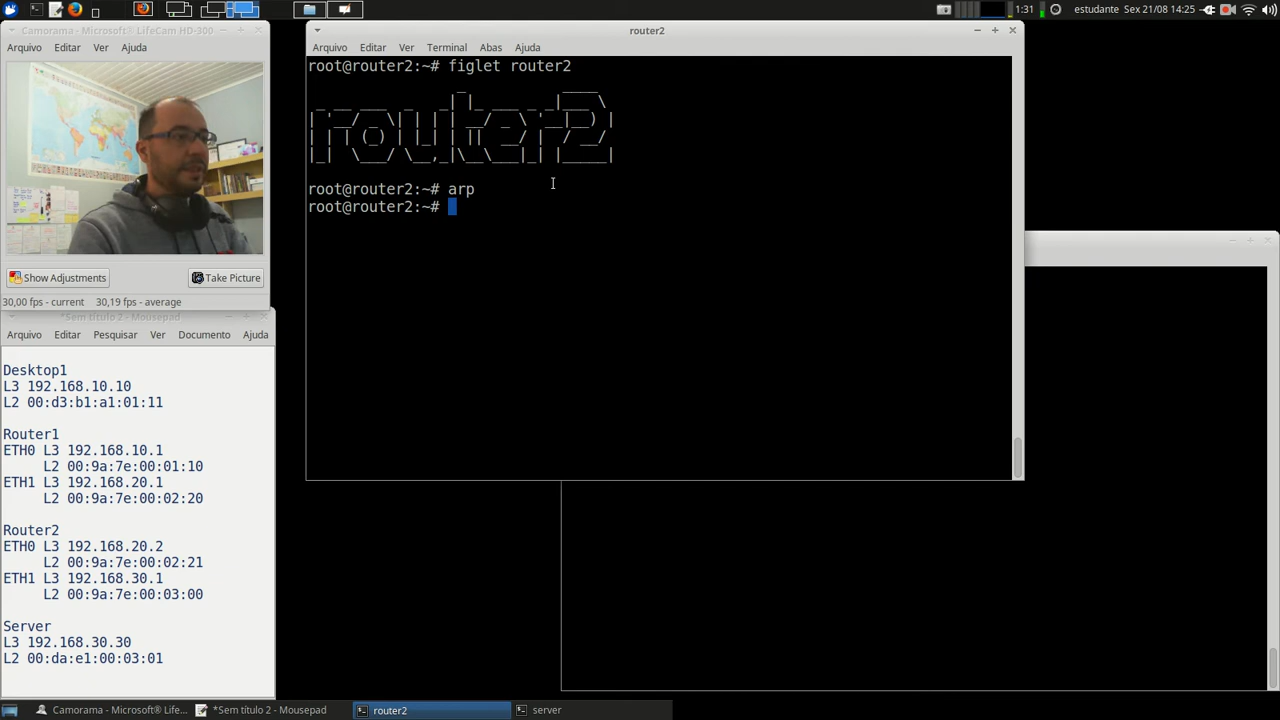 1:31
estudante
Sex 21/08 14:25
Camorama - Microsoft® LifeCam HD-300
Arquivo Editar Ver Ajuda
Show Adjustments
Take Picture
30,00 fps - current 30,19 fps - average
*Sem título 2 - Mousepad
Arquivo Editar Pesquisar Ver Documento Ajuda
Desktop1
L3 192.168.10.10
L2 00:d3:b1:a1:01:11
Router1
ETH0 L3 192.168.10.1
L2 00:9a:7e:00:01:10
ETH1 L3 192.168.20.1
L2 00:9a:7e:00:02:20
Router2
ETH0 L3 192.168.20.2
L2 00:9a:7e:00:02:21
ETH1 L3 192.168.30.1
L2 00:9a:7e:00:03:00
Server
L3 192.168.30.30
L2 00:da:e1:00:03:01
router2
Arquivo Editar Ver Terminal Abas Ajuda
root@router2:~# figlet router2
router2
root@router2:~# arp
root@router2:~#
Camorama - Microsoft® Life...
*Sem título 2 - Mousepad
router2
server